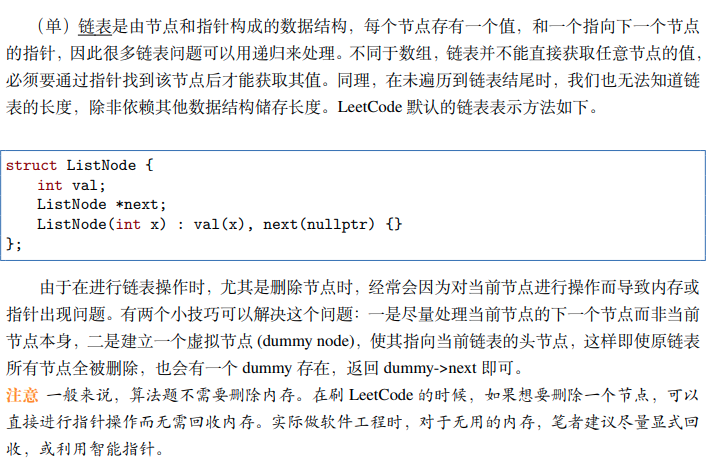 （单）链表是由节点和指针构成的数据结构，每个节点存有一个值，和一个指向下一个节点
的指针，因此很多链表问题可以用递归来处理。不同于数组，链表并不能直接获取任意节点的值，
必须要通过指针找到该节点后才能获取其值。同理，在未遍历到链表结尾时，我们也无法知道链
表的长度，除非依赖其他数据结构储存长度。LeetCode 默认的链表表示方法如下。
struct ListNode {
    int val;
    ListNode *next;
    ListNode(int x) : val(x), next(nullptr) {}
};
由于在进行链表操作时，尤其是删除节点时，经常会因为对当前节点进行操作而导致内存或
指针出现问题。有两个小技巧可以解决这个问题：一是尽量处理当前节点的下一个节点而非当前
节点本身，二是建立一个虚拟节点 (dummy node)，使其指向当前链表的头节点，这样即使原链表
所有节点全被删除，也会有一个 dummy 存在，返回 dummy->next 即可。
注意 一般来说，算法题不需要删除内存。在刷 LeetCode 的时候，如果想要删除一个节点，可以
直接进行指针操作而无需回收内存。实际做软件工程时，对于无用的内存，笔者建议尽量显式回
收，或利用智能指针。